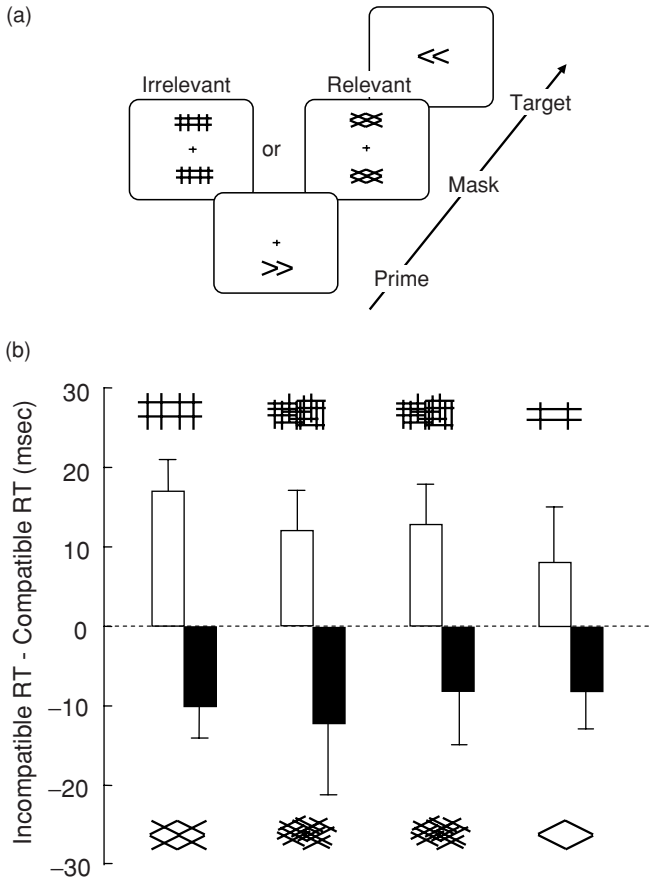 (a)
<<
Irrelevant
Relevant
Target
+
or
+
Mask
+
>>
Prime
(b)
Incompatible RT - Compatible RT (msec)
30
20
10
0
−10
−20
−30